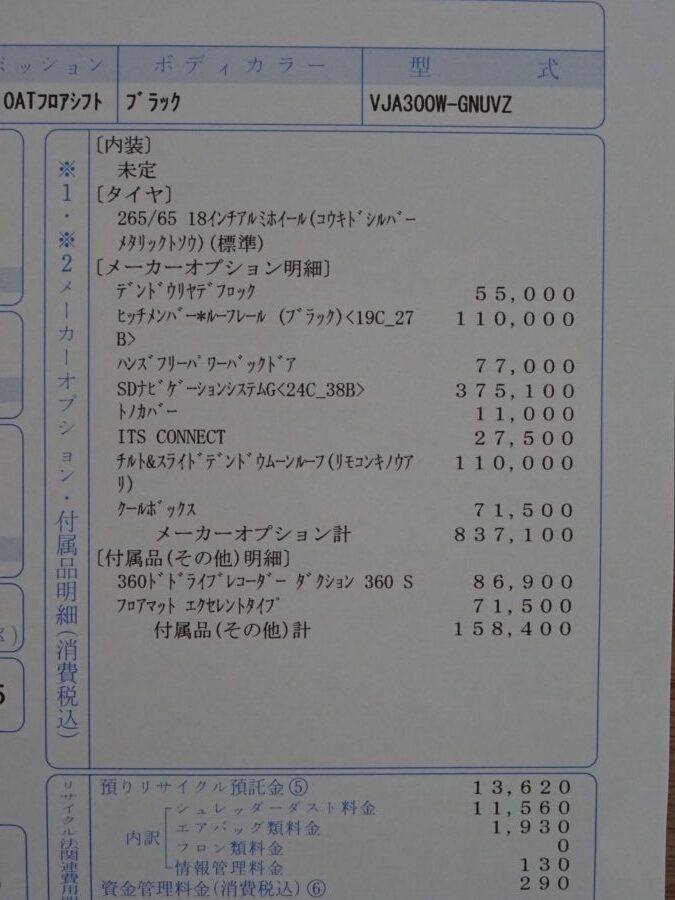 ミッション ボディカラー 型 式
0ATフロアシフト ブラック VJA300W-GNUVZ
※1・※2メーカーオプション・付属品明細(消費税込)
[内装]
未定
[タイヤ]
265/65 18インチアルミホイール(コウキドシルバー
メタリックトソウ)(標準)
[メーカーオプション明細]
デンドウリヤデフロック 55,000
ヒッチメンバー*ルーフレール (ブラック)<19C_27 110,000
B>
ハンズフリーパワーバックドア 77,000
SDナビゲーションシステムG<24C_38B> 375,100
トノカバー 11,000
ITS CONNECT 27,500
チルト&スライドデンドウムーンルーフ(リモコンキノウア 110,000
リ)
クールボックス 71,500
メーカーオプション計 837,100
[付属品(その他)明細]
360ドドライブレコーダー ダクション 360 S 86,900
フロアマット エクセレントタイプ 71,500
付属品(その他)計 158,400
リサイクル法関連費用明
預りリサイクル預託金⑤ 13,620
内訳
シュレッダーダスト料金 11,560
エアバッグ類料金 1,930
フロン類料金 0
情報管理料金 130
資金管理料金(消費税込)⑥ 290